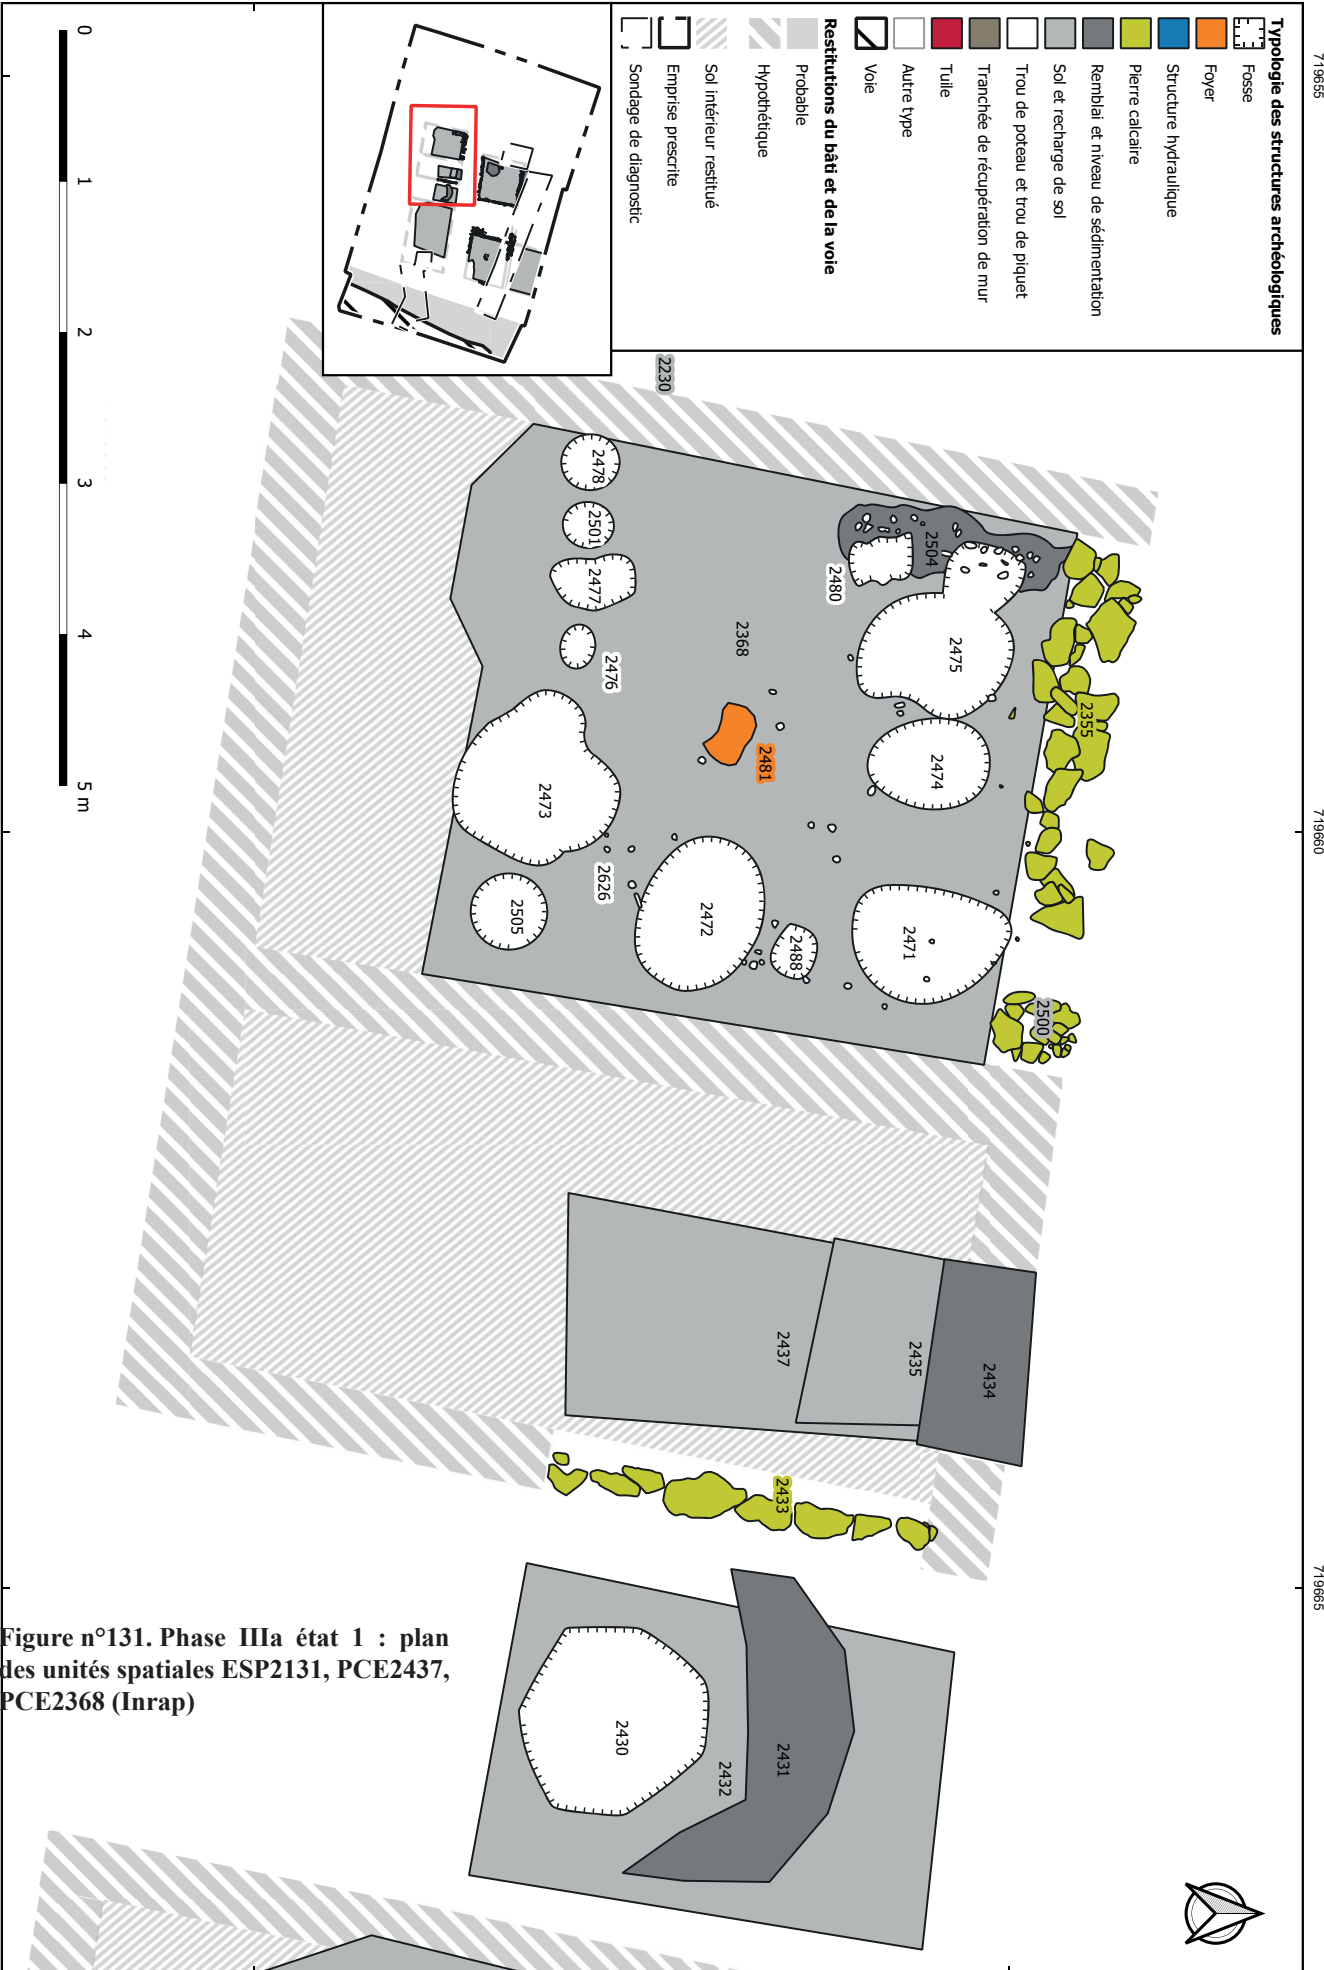 Typologie des structures archéologiques
Fosse
Foyer
Structure hydraulique
Pierre calcaire
Remblai et niveau de sédimentation
Sol et recharge de sol
Trou de poteau et trou de piquet
Tranchée de récupération de mur
Tuile
Autre type
Voie
Restitutions du bâti et de la voie
Probable
Hypothétique
Sol intérieur restitué
Emprise prescrite
Sondage de diagnostic
0
1
2
3
4
5 m
719655
719660
719665
2230
2478
2501
2477
2476
2480
2504
2475
2368
2355
2481
2474
2473
2626
2505
2472
2488
2471
2500
2437
2435
2434
2433
2430
2432
2431
Figure n°131. Phase IIIa état 1 : plan
des unités spatiales ESP2131, PCE2437,
PCE2368 (Inrap)